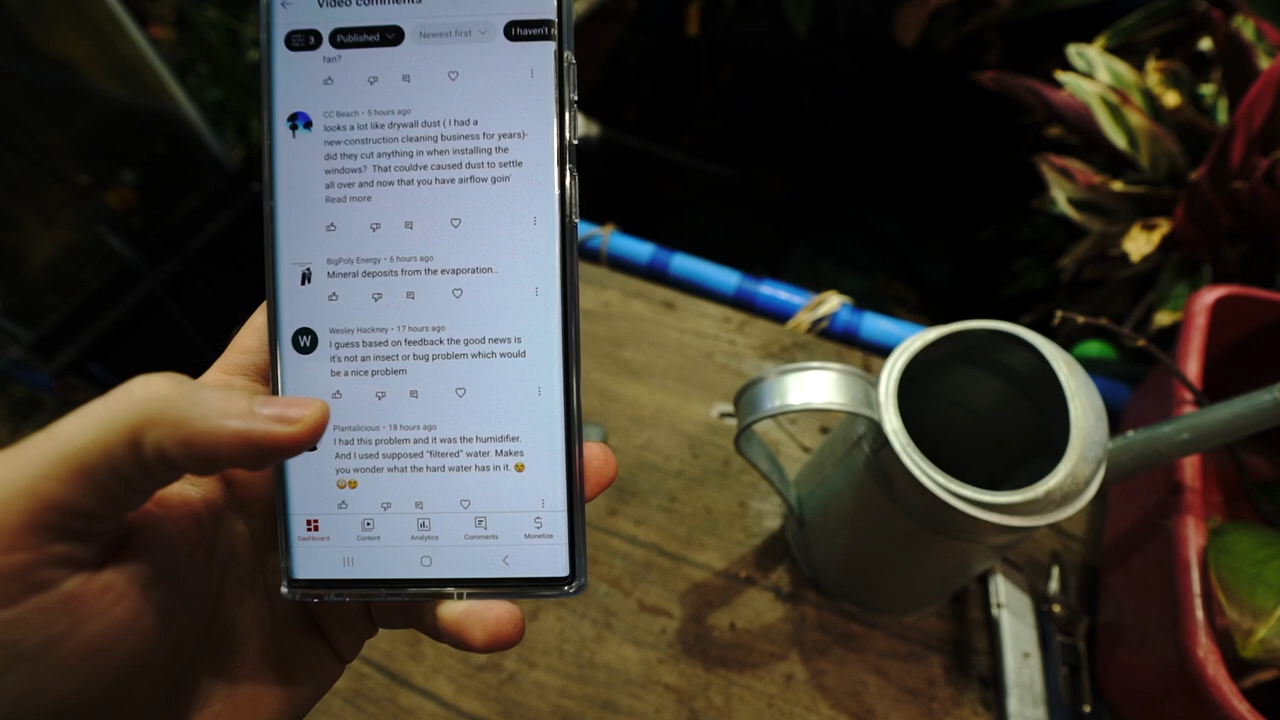 Video comments
3
Published
Newest first
I haven't r
fan?
CC Beach • 5 hours ago
looks a lot like drywall dust ( I had a
new-construction cleaning business for years)-
did they cut anything in when installing the
windows? That couldve caused dust to settle
all over and now that you have airflow goin'
Read more
BigPoly Energy • 6 hours ago
Mineral deposits from the evaporation..
W
Wesley Hackney • 17 hours ago
I guess based on feedback the good news is
it's not an insect or bug problem which would
be a nice problem
Plantalicious • 18 hours ago
I had this problem and it was the humidifier.
And I used supposed "filtered" water. Makes
you wonder what the hard water has in it. 😲
😳😏
Dashboard
Content
Analytics
Comments
Monetize